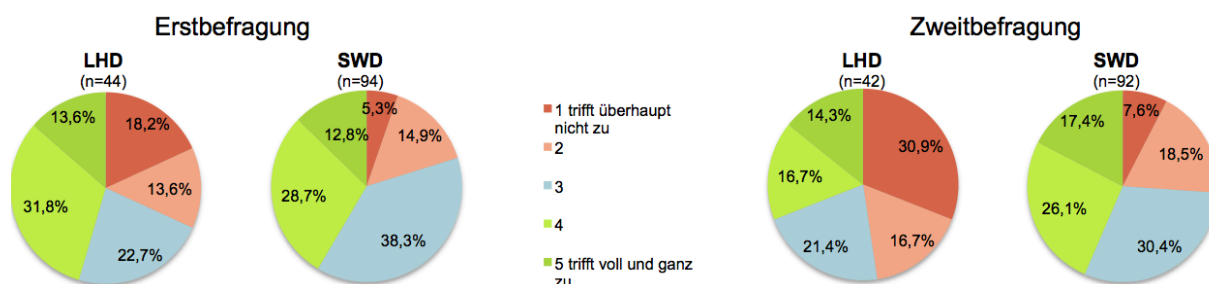 Erstbefragung
Zweitbefragung
LHD
(n=44)
18,2%
13,6%
22,7%
31,8%
13,6%
SWD
(n=94)
5,3%
14,9%
38,3%
28,7%
12,8%
1 trifft überhaupt
nicht zu
2
3
4
5 trifft voll und ganz
zu
LHD
(n=42)
30,9%
16,7%
21,4%
16,7%
14,3%
SWD
(n=92)
7,6%
18,5%
30,4%
26,1%
17,4%